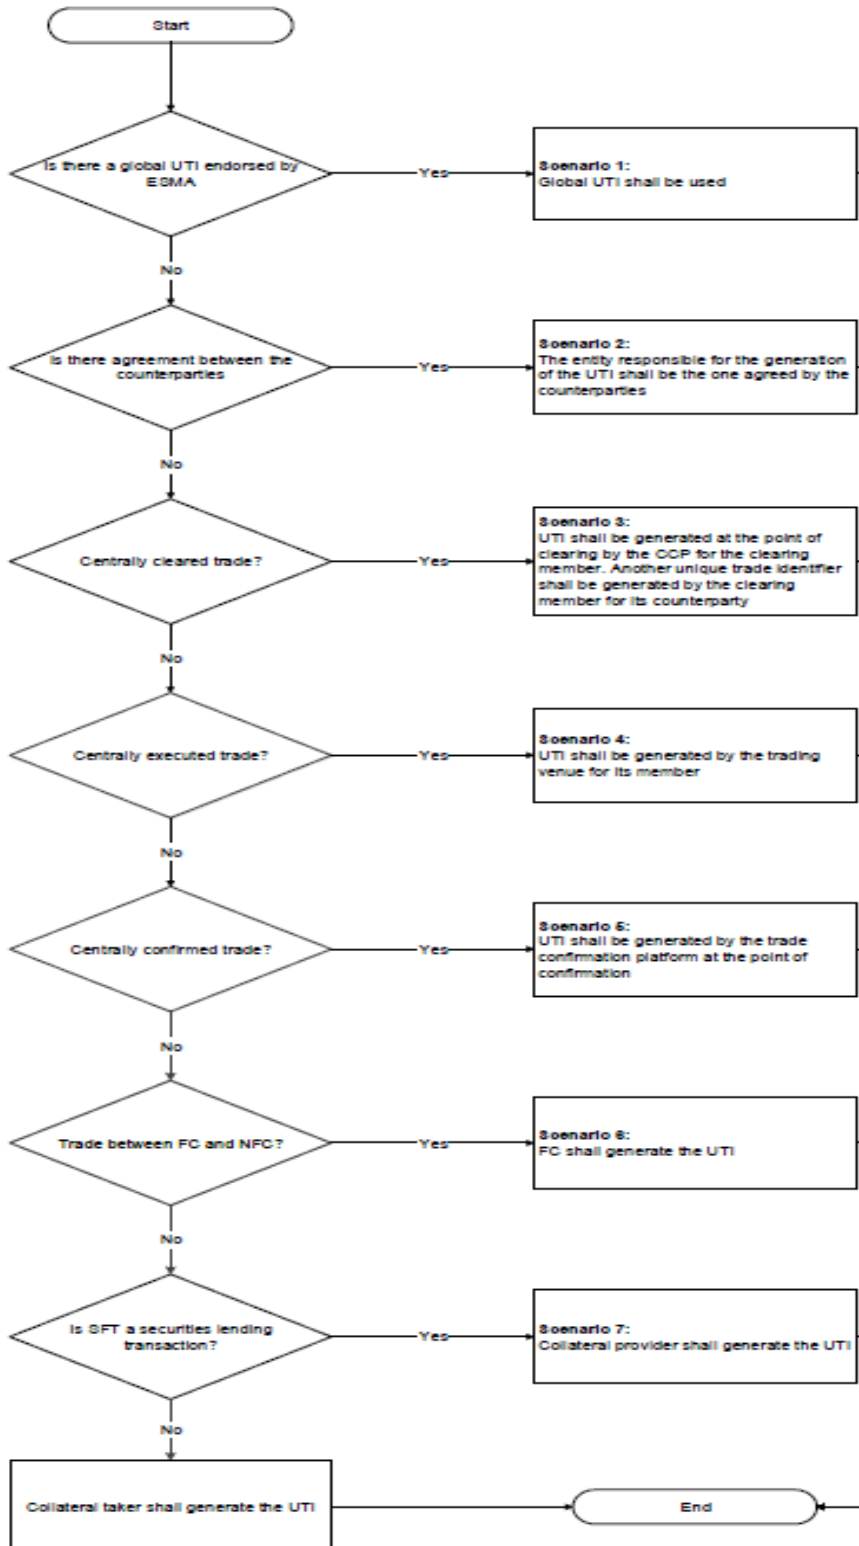 Start
Is there a global UTI endorsed by
ESMA
Yes
Scenario 1:
Global UTI shall be used
No
Is there agreement between the
counterparties
Yes
Scenario 2:
The entity responsible for the generation
of the UTI shall be the one agreed by the
counterparties
No
Centrally cleared trade?
Yes
Scenario 3:
UTI shall be generated at the point of
clearing by the CCP for the clearing
member. Another unique trade identifier
shall be generated by the clearing
member for its counterparty
No
Centrally executed trade?
Yes
Scenario 4:
UTI shall be generated by the trading
venue for its member
No
Centrally confirmed trade?
Yes
Scenario 5:
UTI shall be generated by the trade
confirmation platform at the point of
confirmation
No
Trade between FC and NFC?
Yes
Scenario 6:
FC shall generate the UTI
No
Is SFT a securities lending
transaction?
Yes
Scenario 7:
Collateral provider shall generate the UTI
No
Collateral taker shall generate the UTI
End